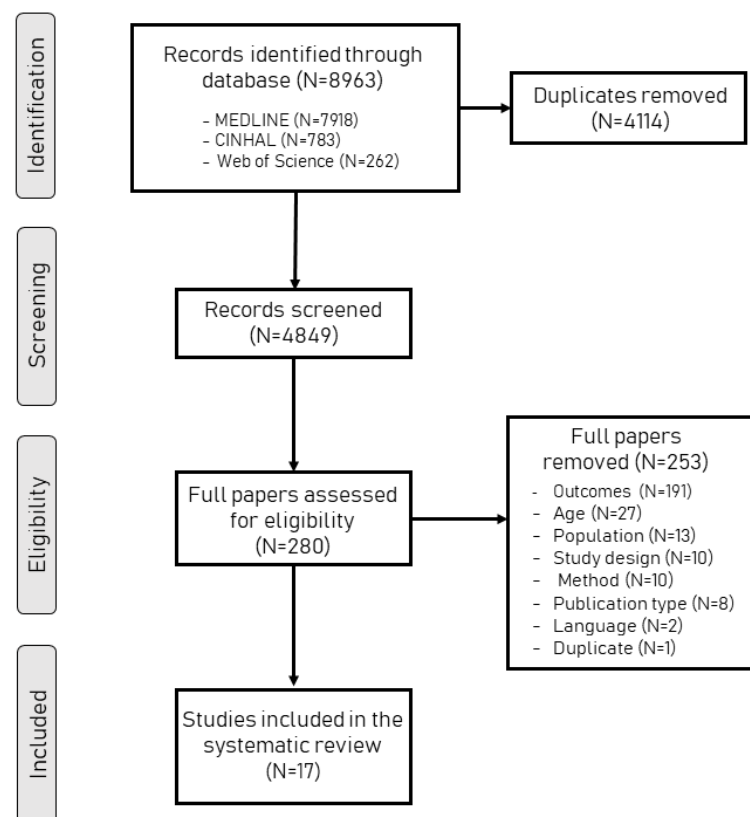 Identification
Records identified through
database (N=8963)
- MEDLINE (N=7918)
- CINHAL (N=783)
- Web of Science (N=262)
Duplicates removed
(N=4114)
Screening
Records screened
(N=4849)
Eligibility
Full papers assessed
for eligibility
(N=280)
Full papers
removed (N=253)
- Outcomes (N=191)
- Age (N=27)
- Population (N=13)
- Study design (N=10)
- Method (N=10)
- Publication type (N=8)
- Language (N=2)
- Duplicate (N=1)
Included
Studies included in the
systematic review
(N=17)